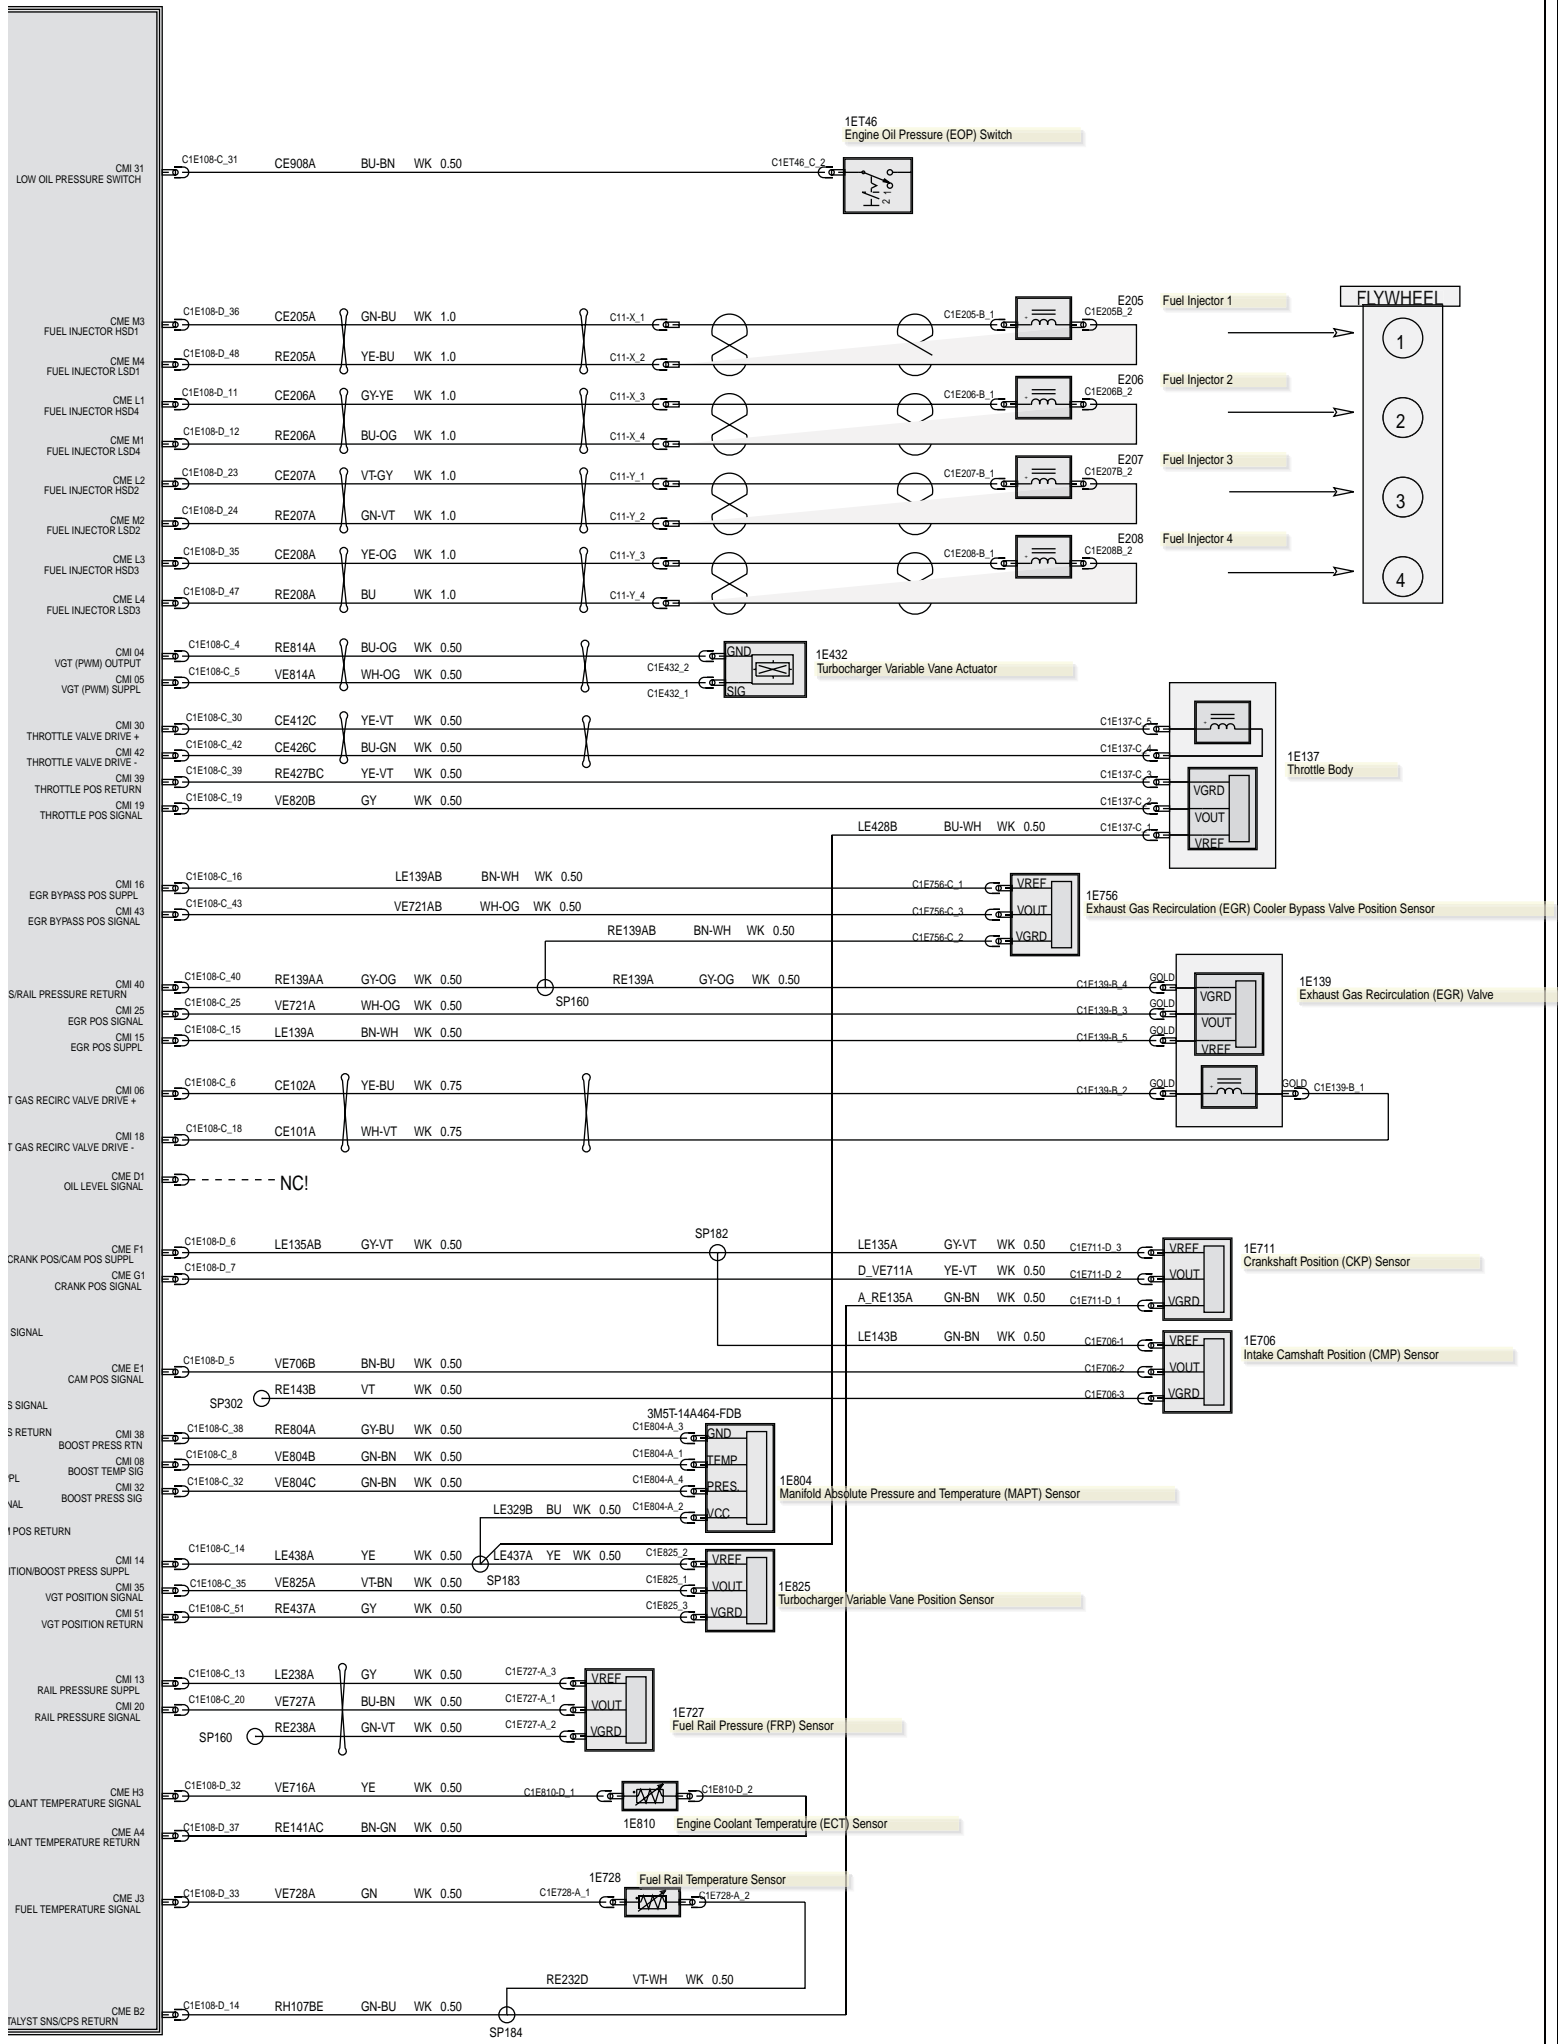 1ET46
Engine Oil Pressure (EOP) Switch
CMI 31
LOW OIL PRESSURE SWITCH
C1E108-C_31 CE908A BU-BN WK 0.50 C1ET46_C_2
2 1
FLYWHEEL
CME M3
FUEL INJECTOR HSD1
C1E108-D_36 CE205A GN-BU WK 1.0 C11-X_1 C1E205-B_1 E205 C1E205B_2 Fuel Injector 1
1
CME M4
FUEL INJECTOR LSD1
C1E108-D_48 RE205A YE-BU WK 1.0 C11-X_2
CME L1
FUEL INJECTOR HSD4
C1E108-D_11 CE206A GY-YE WK 1.0 C11-X_3 C1E206-B_1 E206 C1E206B_2 Fuel Injector 2
2
CME M1
FUEL INJECTOR LSD4
C1E108-D_12 RE206A BU-OG WK 1.0 C11-X_4
CME L2
FUEL INJECTOR HSD2
C1E108-D_23 CE207A VT-GY WK 1.0 C11-Y_1 C1E207-B_1 E207 C1E207B_2 Fuel Injector 3
3
CME M2
FUEL INJECTOR LSD2
C1E108-D_24 RE207A GN-VT WK 1.0 C11-Y_2
CME L3
FUEL INJECTOR HSD3
C1E108-D_35 CE208A YE-OG WK 1.0 C11-Y_3 C1E208-B_1 E208 C1E208B_2 Fuel Injector 4
4
CME L4
FUEL INJECTOR LSD3
C1E108-D_47 RE208A BU WK 1.0 C11-Y_4
CMI 04
VGT (PWM) OUTPUT
C1E108-C_4 RE814A BU-OG WK 0.50 C1E432_2 GND
1E432
Turbocharger Variable Vane Actuator
CMI 05
VGT (PWM) SUPPL
C1E108-C_5 VE814A WH-OG WK 0.50 C1E432_1 SIG
CMI 30
THROTTLE VALVE DRIVE +
C1E108-C_30 CE412C YE-VT WK 0.50 C1E137-C_5
CMI 42
THROTTLE VALVE DRIVE -
C1E108-C_42 CE426C BU-GN WK 0.50 C1E137-C_4
1E137
Throttle Body
CMI 39
THROTTLE POS RETURN
C1E108-C_39 RE427BC YE-VT WK 0.50 C1E137-C_3 VGRD
CMI 19
THROTTLE POS SIGNAL
C1E108-C_19 VE820B GY WK 0.50 C1E137-C_2 VOUT
LE428B BU-WH WK 0.50 C1E137-C_1 VREF
CMI 16
EGR BYPASS POS SUPPL
C1E108-C_16 LE139AB BN-WH WK 0.50 C1E756-C_1 VREF
1E756
Exhaust Gas Recirculation (EGR) Cooler Bypass Valve Position Sensor
CMI 43
EGR BYPASS POS SIGNAL
C1E108-C_43 VE721AB WH-OG WK 0.50 C1E756-C_3 VOUT
RE139AB BN-WH WK 0.50 C1E756-C_2 VGRD
CMI 40
S/RAIL PRESSURE RETURN
C1E108-C_40 RE139AA GY-OG WK 0.50 SP160 RE139A GY-OG WK 0.50 C1E139-B_4 GOLD VGRD
1E139
Exhaust Gas Recirculation (EGR) Valve
CMI 25
EGR POS SIGNAL
C1E108-C_25 VE721A WH-OG WK 0.50 C1E139-B_3 GOLD VOUT
CMI 15
EGR POS SUPPL
C1E108-C_15 LE139A BN-WH WK 0.50 C1E139-B_5 GOLD VREF
CMI 06
T GAS RECIRC VALVE DRIVE +
C1E108-C_6 CE102A YE-BU WK 0.75 C1E139-B_2 GOLD GOLD C1E139-B_1
CMI 18
T GAS RECIRC VALVE DRIVE -
C1E108-C_18 CE101A WH-VT WK 0.75
CME D1
OIL LEVEL SIGNAL
NC!
SP182
CME F1
CRANK POS/CAM POS SUPPL
C1E108-D_6 LE135AB GY-VT WK 0.50 LE135A GY-VT WK 0.50 C1E711-D_3 VREF
1E711
Crankshaft Position (CKP) Sensor
CME G1
CRANK POS SIGNAL
C1E108-D_7 D_VE711A YE-VT WK 0.50 C1E711-D_2 VOUT
A_RE135A GN-BN WK 0.50 C1E711-D_1 VGRD
SIGNAL
LE143B GN-BN WK 0.50 C1E706-1 VREF
1E706
Intake Camshaft Position (CMP) Sensor
CME E1
CAM POS SIGNAL
C1E108-D_5 VE706B BN-BU WK 0.50 C1E706-2 VOUT
S SIGNAL
SP302 RE143B VT WK 0.50 C1E706-3 VGRD
3M5T-14A464-FDB
S RETURN
CMI 38
BOOST PRESS RTN
C1E108-C_38 RE804A GY-BU WK 0.50 C1E804-A_3 GND
CMI 08
BOOST TEMP SIG
C1E108-C_8 VE804B GN-BN WK 0.50 C1E804-A_1 TEMP
PL
1E804
Manifold Absolute Pressure and Temperature (MAPT) Sensor
CMI 32
BOOST PRESS SIG
C1E108-C_32 VE804C GN-BN WK 0.50 C1E804-A_4 PRES.
NAL
LE329B BU WK 0.50 C1E804-A_2 VCC
M POS RETURN
CMI 14
ITION/BOOST PRESS SUPPL
C1E108-C_14 LE438A YE WK 0.50 SP183 LE437A YE WK 0.50 C1E825_2 VREF
CMI 35
VGT POSITION SIGNAL
C1E108-C_35 VE825A VT-BN WK 0.50 C1E825_1 VOUT
1E825
Turbocharger Variable Vane Position Sensor
CMI 51
VGT POSITION RETURN
C1E108-C_51 RE437A GY WK 0.50 C1E825_3 VGRD
CMI 13
RAIL PRESSURE SUPPL
C1E108-C_13 LE238A GY WK 0.50 C1E727-A_3 VREF
CMI 20
RAIL PRESSURE SIGNAL
C1E108-C_20 VE727A BU-BN WK 0.50 C1E727-A_1 VOUT
1E727
Fuel Rail Pressure (FRP) Sensor
SP160 RE238A GN-VT WK 0.50 C1E727-A_2 VGRD
CME H3
OLANT TEMPERATURE SIGNAL
C1E108-D_32 VE716A YE WK 0.50 C1E810-D_1 C1E810-D_2
1E810 Engine Coolant Temperature (ECT) Sensor
CME A4
LANT TEMPERATURE RETURN
C1E108-D_37 RE141AC BN-GN WK 0.50
1E728 Fuel Rail Temperature Sensor
CME J3
FUEL TEMPERATURE SIGNAL
C1E108-D_33 VE728A GN WK 0.50 C1E728-A_1 C1E728-A_2
RE232D VT-WH WK 0.50
CME B2
TALYST SNS/CPS RETURN
C1E108-D_14 RH107BE GN-BU WK 0.50
SP184